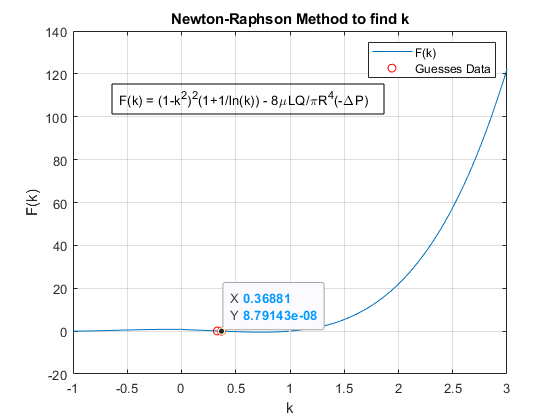 Newton-Raphson Method to find k
140
120
100
80
60
40
20
0
-20
F(k)
F(k)
Guesses Data
F(k) = (1-k²)²(1+1/ln(k)) - 8μLQ/πR⁴(-ΔP)
X 0.36881
Y 8.79143e-08
-1 -0.5 0 0.5 1 1.5 2 2.5 3
k